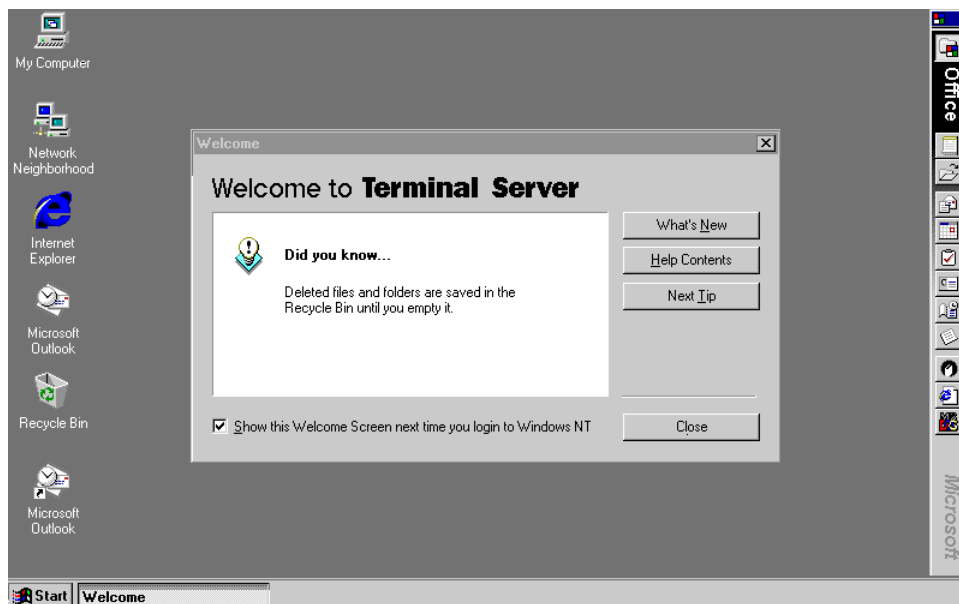 My Computer
Network
Neighborhood
Internet
Explorer
Microsoft
Outlook
Recycle Bin
Microsoft
Outlook
Welcome
Welcome to Terminal Server
Did you know...
Deleted files and folders are saved in the
Recycle Bin until you empty it.
What's New
Help Contents
Next Tip
Show this Welcome Screen next time you login to Windows NT
Close
Office
Microsoft
Start
Welcome